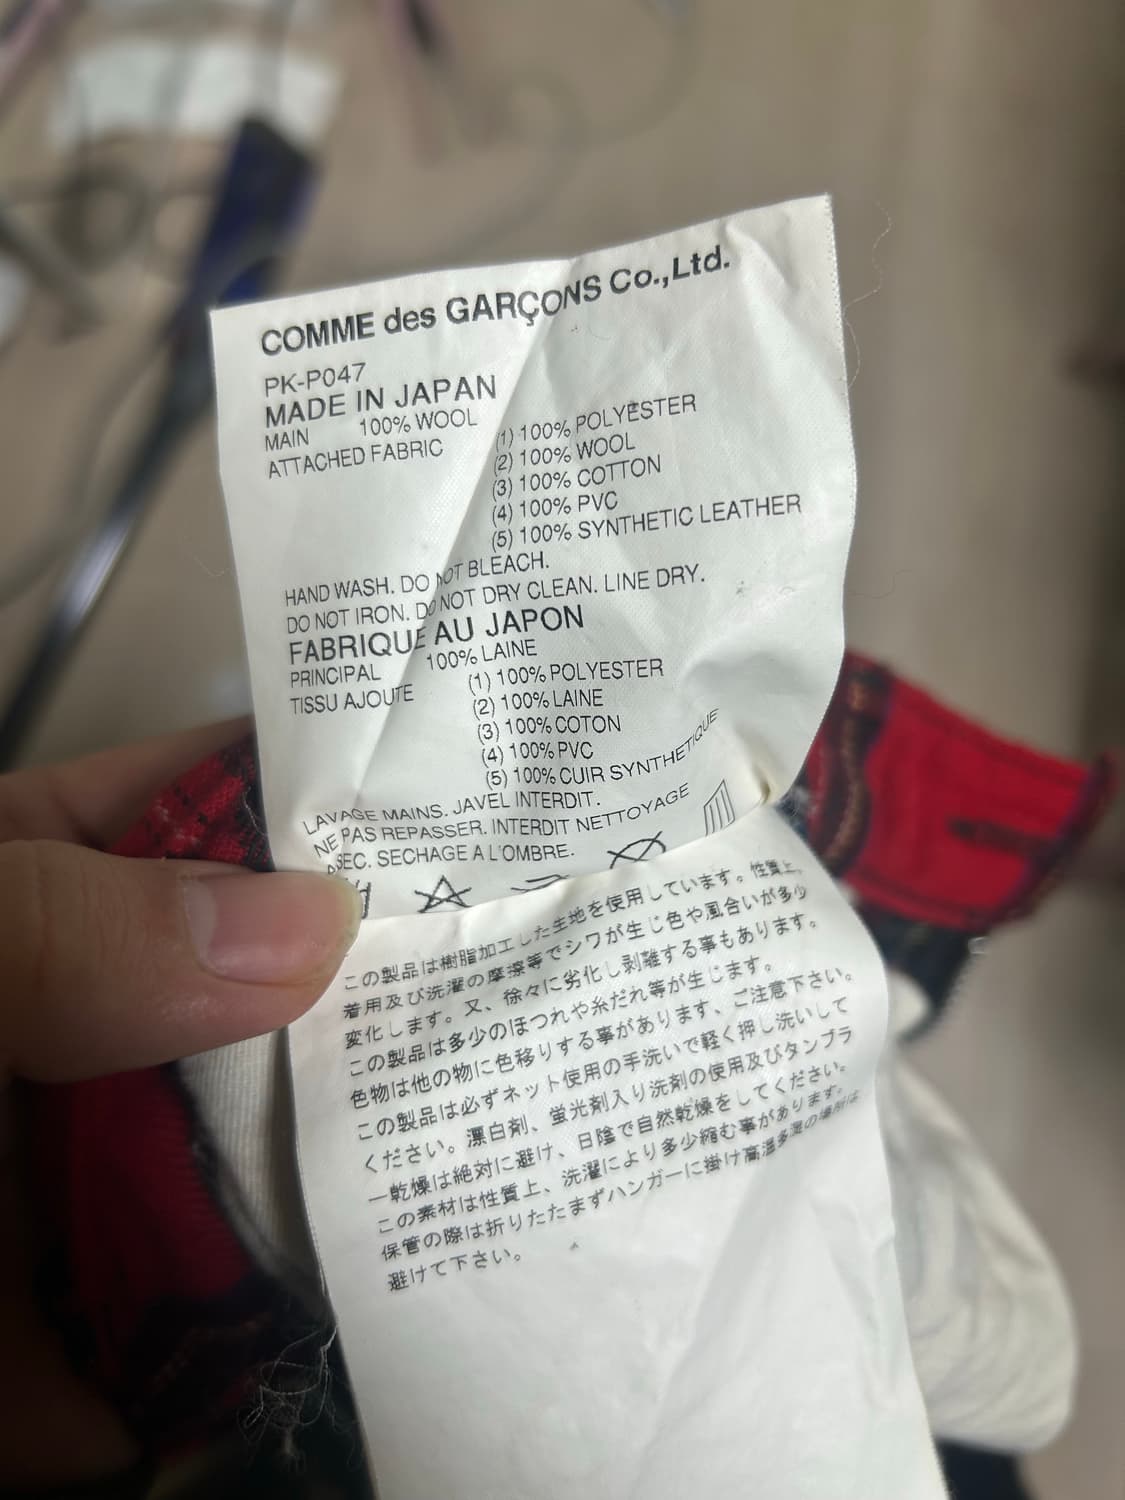 COMME des GARÇONS Co.,Ltd.
PK-P047
MADE IN JAPAN
MAIN 100% WOOL
ATTACHED FABRIC (1) 100% POLYESTER
(2) 100% WOOL
(3) 100% COTTON
(4) 100% PVC
(5) 100% SYNTHETIC LEATHER
HAND WASH. DO NOT BLEACH.
DO NOT IRON. DO NOT DRY CLEAN. LINE DRY.
FABRIQUE AU JAPON
PRINCIPAL 100% LAINE
TISSU AJOUTE (1) 100% POLYESTER
(2) 100% LAINE
(3) 100% COTON
(4) 100% PVC
(5) 100% CUIR SYNTHETIQUE
LAVAGE MAINS. JAVEL INTERDIT.
NE PAS REPASSER. INTERDIT NETTOYAGE
A SEC. SECHAGE A L'OMBRE.
この製品は樹脂加工した生地を使用しています。性質上、
着用及び洗濯の摩擦等でシワが生じ色や風合いが多少
変化します。又、徐々に劣化し剥離する事もあります。
この製品は多少のほつれや糸だれ等が生じます。
色物は他の物に色移りする事があります、ご注意下さい。
この製品は必ずネット使用の手洗いで軽く押し洗いして
ください。漂白剤、蛍光剤入り洗剤の使用及びタンブラ
ー乾燥は絶対に避け、日陰で自然乾燥をしてください。
この素材は性質上、洗濯により多少縮む事があります。
保管の際は折りたたまずハンガーに掛け高温多湿の場所は
避けて下さい。